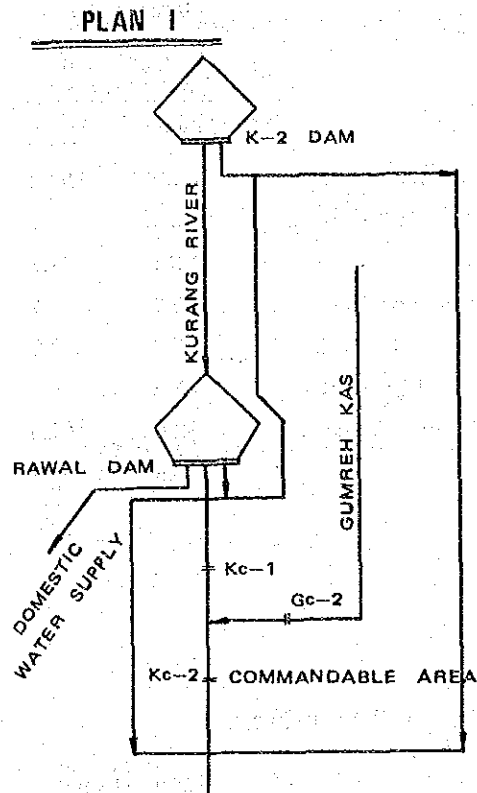 PLAN I
K-2 DAM
KURANG RIVER
GUMREH KAS
RAWAL DAM
DOMESTIC
WATER SUPPLY
Kc-1
Gc-2
Kc-2
COMMANDABLE AREA